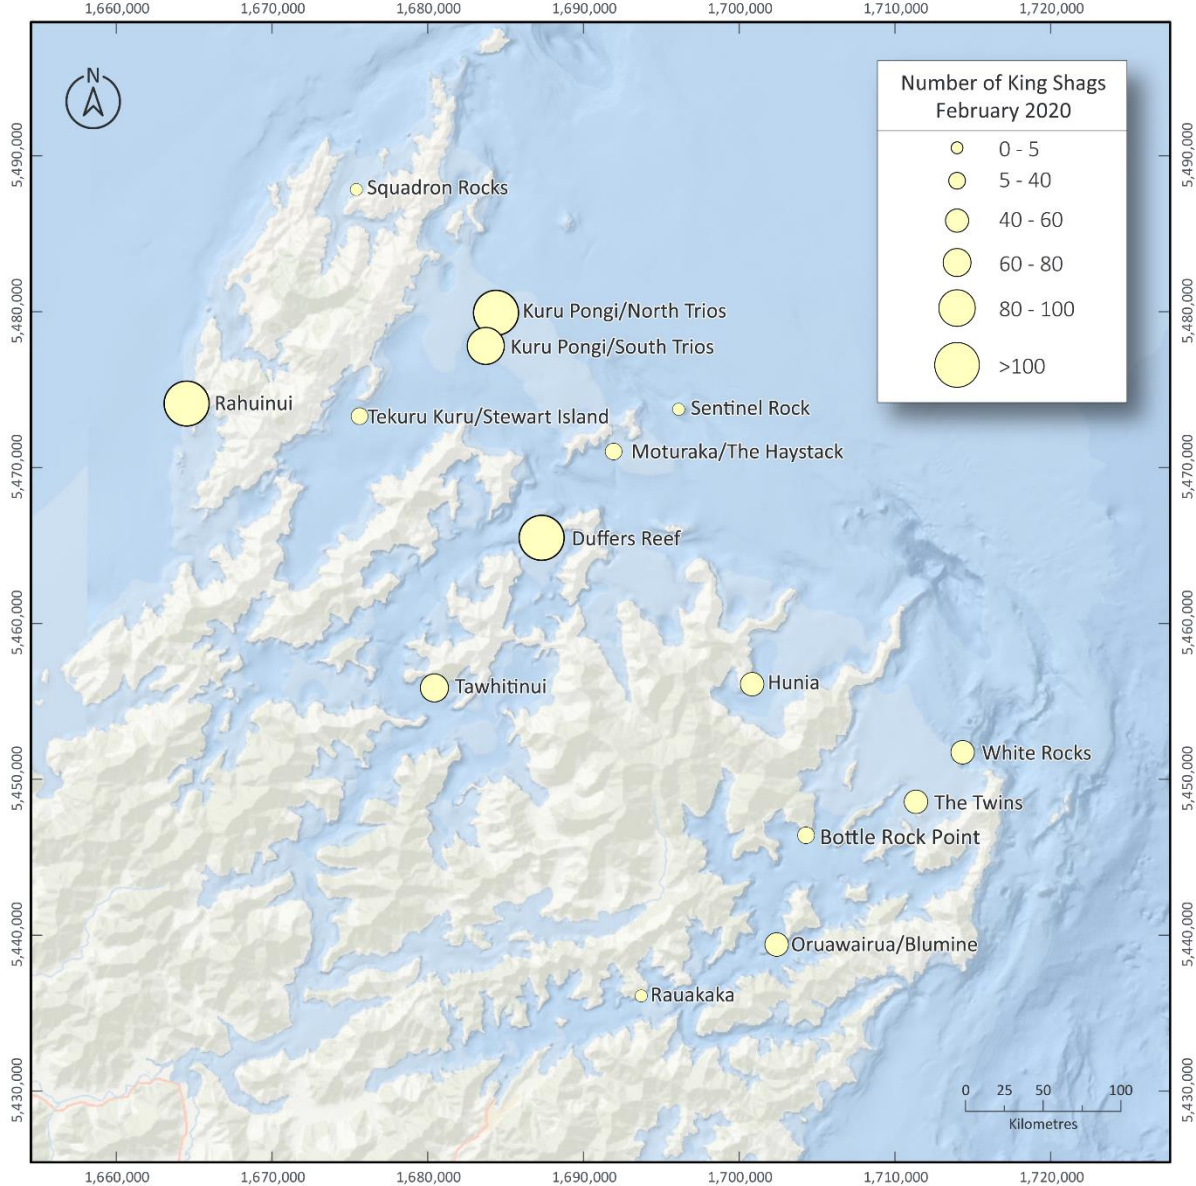 1,660,000 1,670,000 1,680,000 1,690,000 1,700,000 1,710,000 1,720,000
N
Number of King Shags
February 2020
0 - 5
5 - 40
40 - 60
60 - 80
80 - 100
>100
5,490,000 5,490,000
Squadron Rocks
5,480,000 5,480,000
Kuru Pongi/North Trios
Kuru Pongi/South Trios
Rahuinui
Sentinel Rock
Tekuru Kuru/Stewart Island
Moturaka/The Haystack
5,470,000 5,470,000
Duffers Reef
5,460,000 5,460,000
Hunia
Tawhitinui
White Rocks
5,450,000 5,450,000
The Twins
Bottle Rock Point
5,440,000 5,440,000
Oruawairua/Blumine
Rauakaka
5,430,000 5,430,000
0 25 50 100
Kilometres
1,660,000 1,670,000 1,680,000 1,690,000 1,700,000 1,710,000 1,720,000